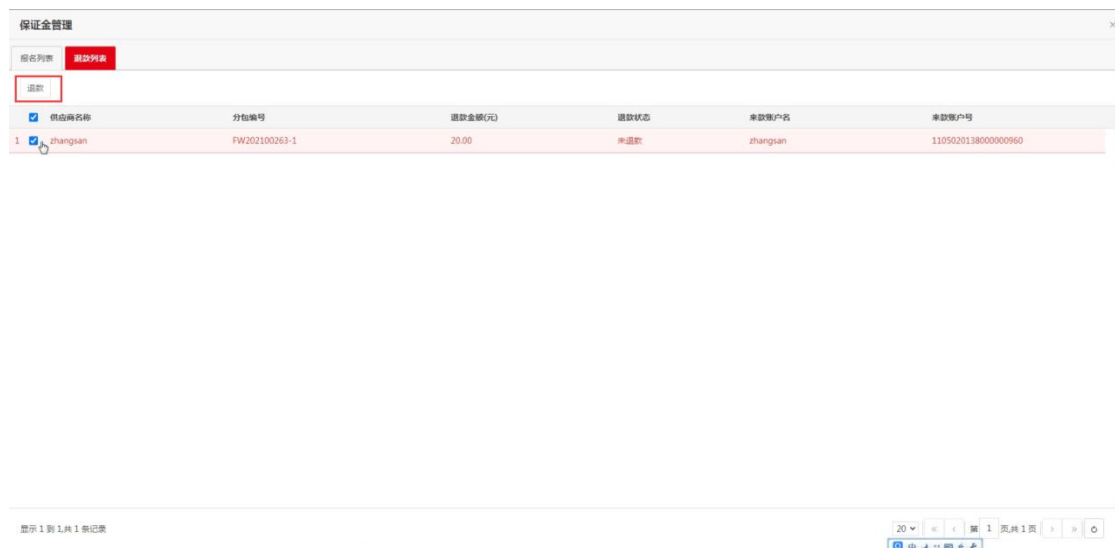 保证金管理 ×
报名列表 退款列表
退款
供应商名称 分包编号 退款金额(元) 退款状态 来款账户名 来款账户号
1 zhangsan FW202100263-1 20.00 未退款 zhangsan 1105020138000000960
显示 1 到 1,共 1 条记录 20 « ‹ 第 1 页,共 1 页 › »
中